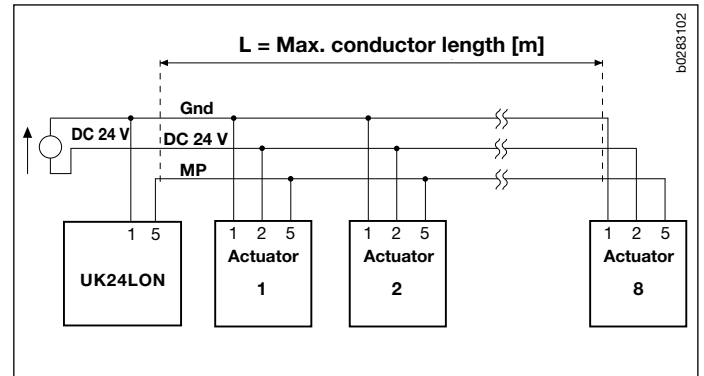 L = Max. conductor length [m]
b0283102
Gnd
DC 24 V
DC 24 V
MP
1 5
UK24LON
1 2 5
Actuator
1
1 2 5
Actuator
2
1 2 5
Actuator
8